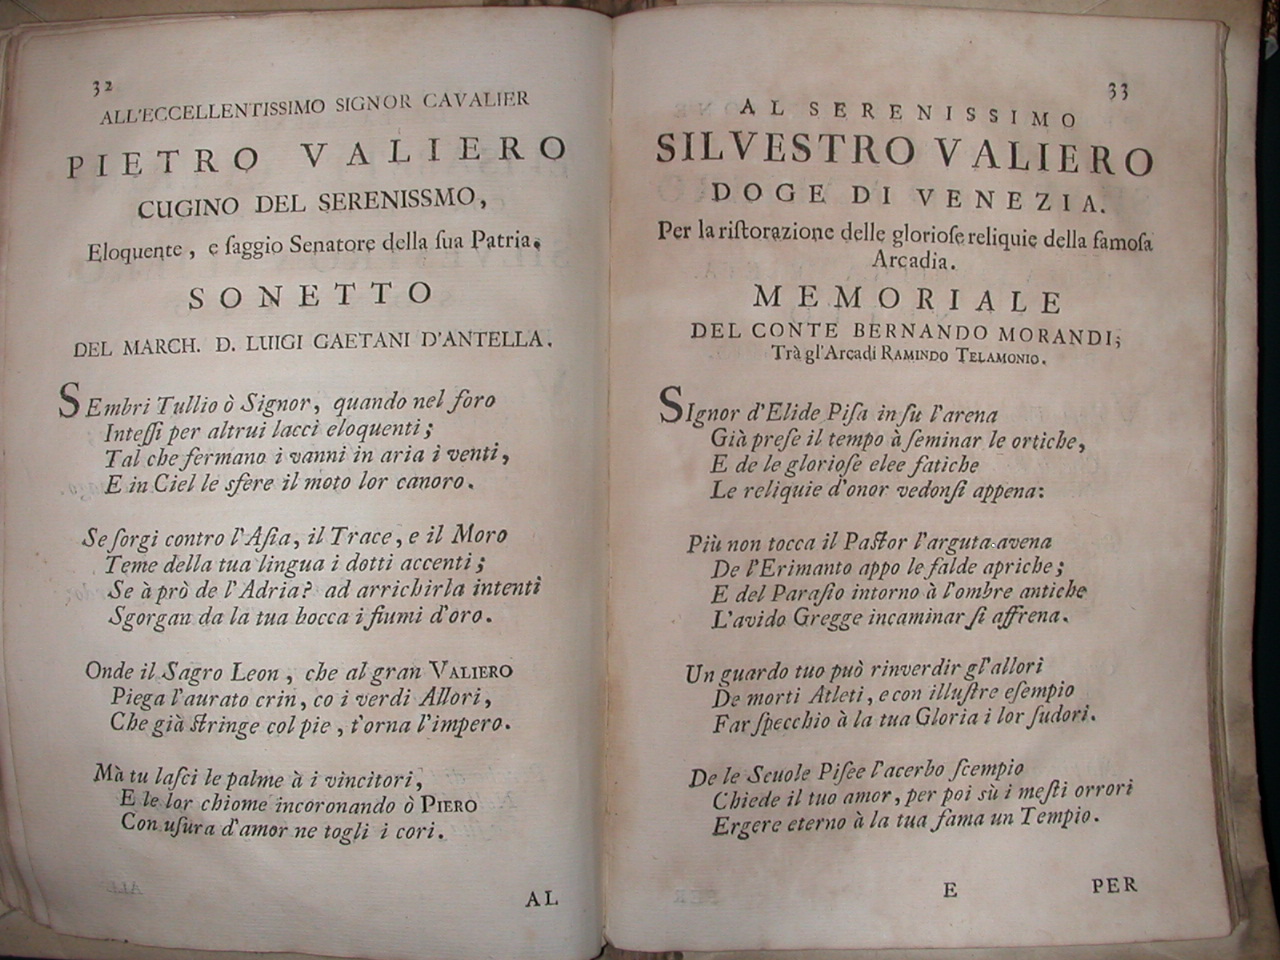 32
ALL'ECCELLENTISSIMO SIGNOR CAVALIER
PIETRO VALIERO
CUGINO DEL SERENISSMO,
Eloquente, e ſaggio Senatore della ſua Patria.
SONETTO
DEL MARCH. D. LUIGI GAETANI D'ANTELLA.
SEmbri Tullio ò Signor, quando nel foro
Inteſſi per altrui lacci eloquenti;
Tal che fermano i vanni in aria i venti,
E in Ciel le sfere il moto lor canoro.
Se ſorgi contro l'Aſia, il Trace, e il Moro
Teme della tua lingua i dotti accenti;
Se à prò de l'Adria? ad arrichirla intenti
Sgorgan da la tua bocca i fiumi d'oro.
Onde il Sagro Leon, che al gran VALIERO
Piega l'aurato crin, co i verdi Allori,
Che già ſtringe col piè, t'orna l'impero.
Mà tu laſci le palme à i vincitori,
E le lor chiome incoronando ò PIERO
Con uſura d'amor ne togli i cori.
AL
33
AL SERENISSIMO
SILVESTRO VALIERO
DOGE DI VENEZIA.
Per la riſtorazione delle glorioſe reliquie della famoſa
Arcadia.
MEMORIALE
DEL CONTE BERNANDO MORANDI;
Trà gl'Arcadi RAMINDO TELAMONIO.
SIgnor d'Elide Piſa in ſu l'arena
Già preſe il tempo à ſeminar le ortiche,
E de le glorioſe elee fatiche
Le reliquie d'onor vedonſi appena:
Più non tocca il Paſtor l'arguta avena
De l'Erimanto appo le falde apriche;
E del Paraſio intorno à l'ombre antiche
L'avido Gregge incaminar ſi affrena.
Un guardo tuo può rinverdir gl'allori
De morti Atleti, e con illuſtre eſempio
Far ſpecchio à la tua Gloria i lor ſudori.
De le Scuole Piſee l'acerbo ſcempio
Chiede il tuo amor, per poi sù i meſti orrori
Ergere eterno à la tua fama un Tempio.
E
PER